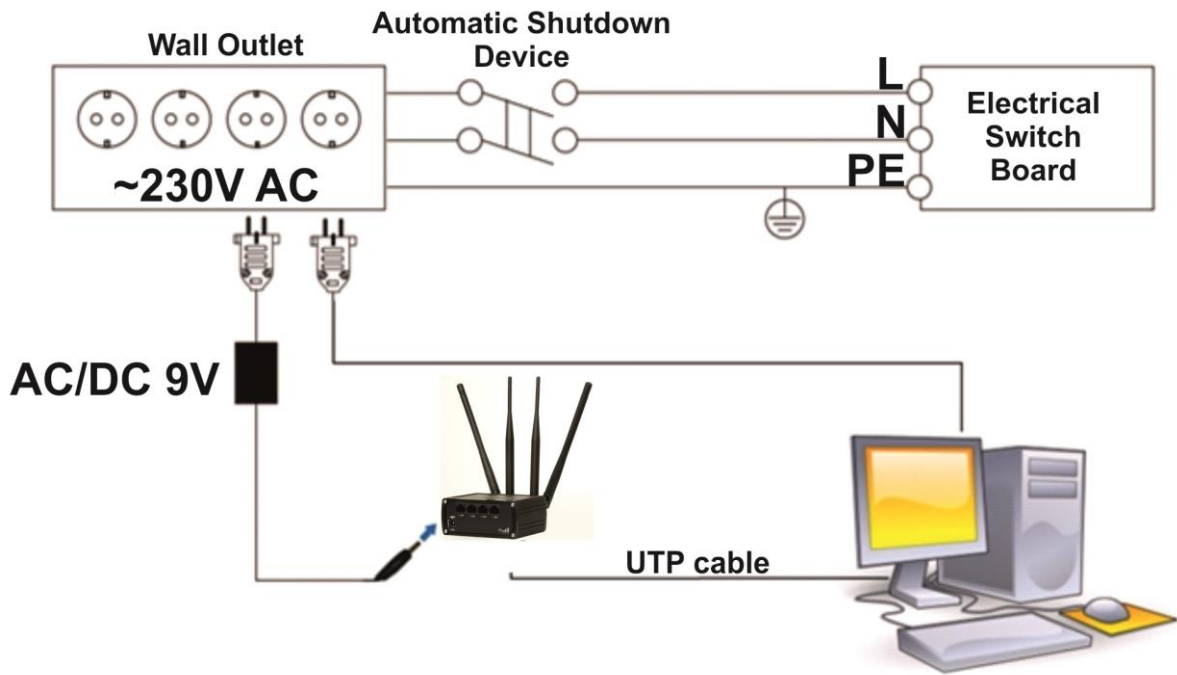 Wall Outlet
Automatic Shutdown
Device
L
N
PE
Electrical
Switch
Board
~230V AC
AC/DC 9V
UTP cable